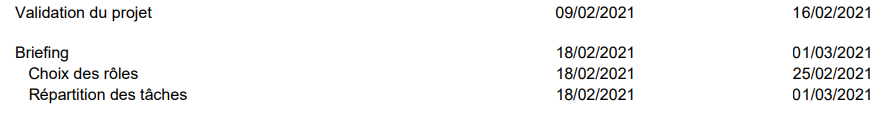 Validation du projet 09/02/2021 16/02/2021
Briefing 18/02/2021 01/03/2021
Choix des rôles 18/02/2021 25/02/2021
Répartition des tâches 18/02/2021 01/03/2021